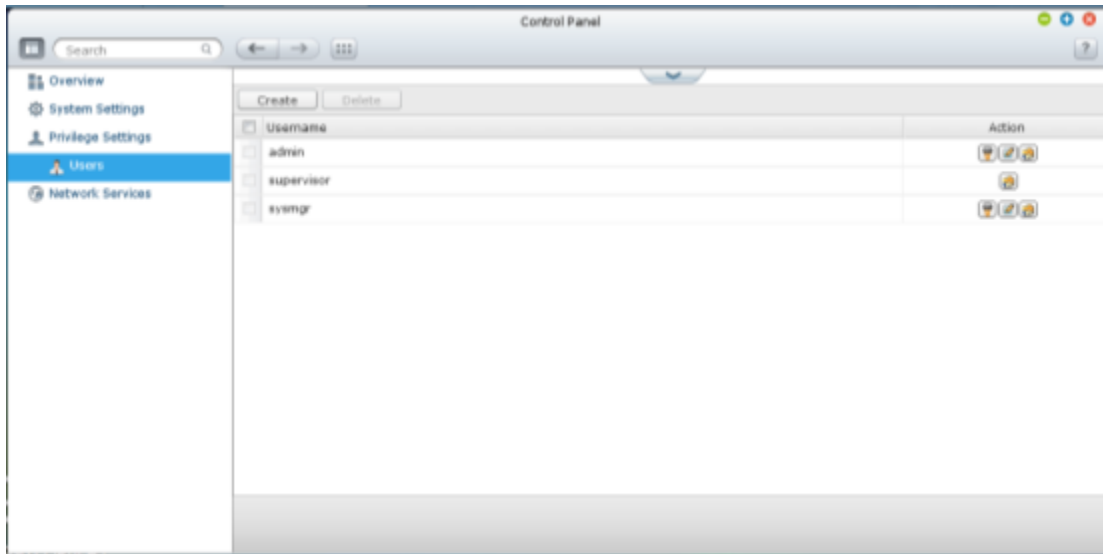 Control Panel
Search
?
Overview
System Settings
Privilege Settings
Users
Network Services
Create Delete
Username Action
admin
supervisor
sysmgr